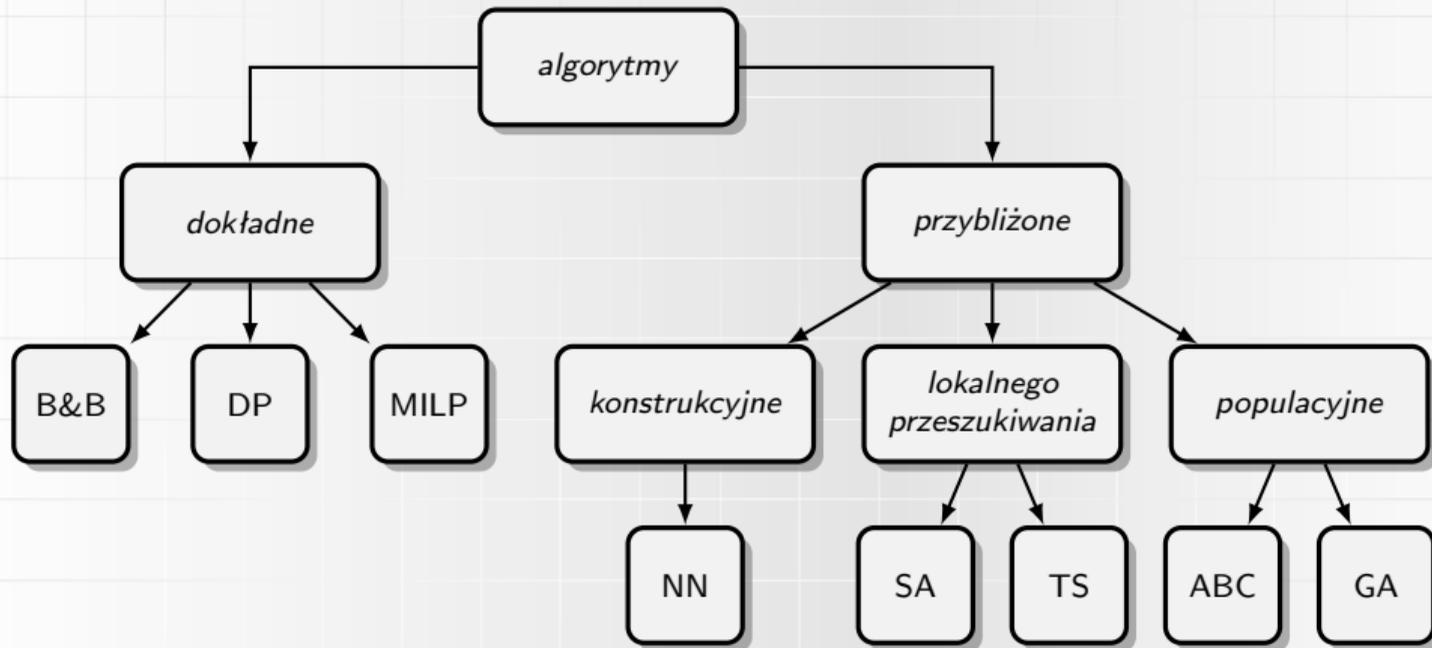 algorytmy
dokładne
przybliżone
B&B
DP
MILP
konstrukcyjne
lokalnego
przeszukiwania
populacyjne
NN
SA
TS
ABC
GA